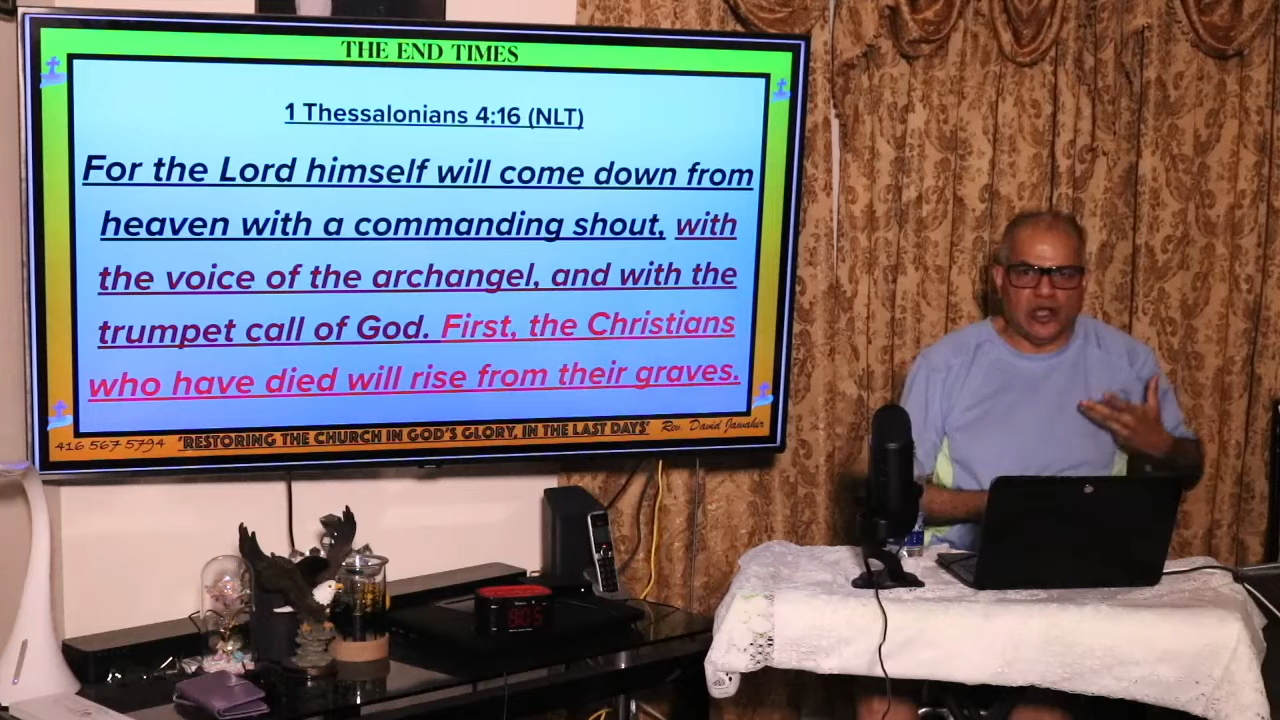 THE END TIMES
1 Thessalonians 4:16 (NLT)
For the Lord himself will come down from
heaven with a commanding shout, with
the voice of the archangel, and with the
trumpet call of God. First, the Christians
who have died will rise from their graves.
416 567 5794 'RESTORING THE CHURCH IN GOD'S GLORY, IN THE LAST DAYS' Rev. David Jawaher